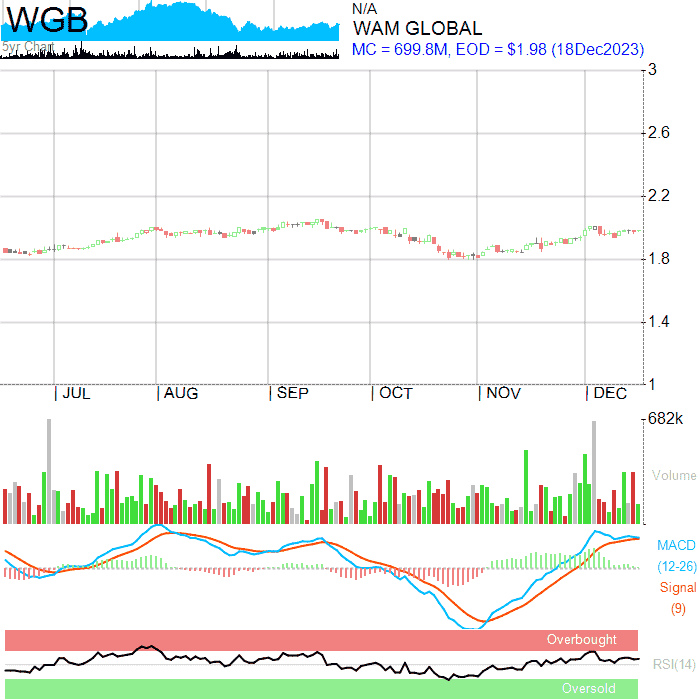 WGB
5yr Chart
N/A
WAM GLOBAL
MC = 699.8M, EOD = $1.98 (18Dec2023)
3
2.6
2.2
1.8
1.4
1
| JUL | AUG | SEP | OCT | NOV | DEC
682k
Volume
MACD
(12-26)
Signal
(9)
Overbought
RSI(14)
Oversold